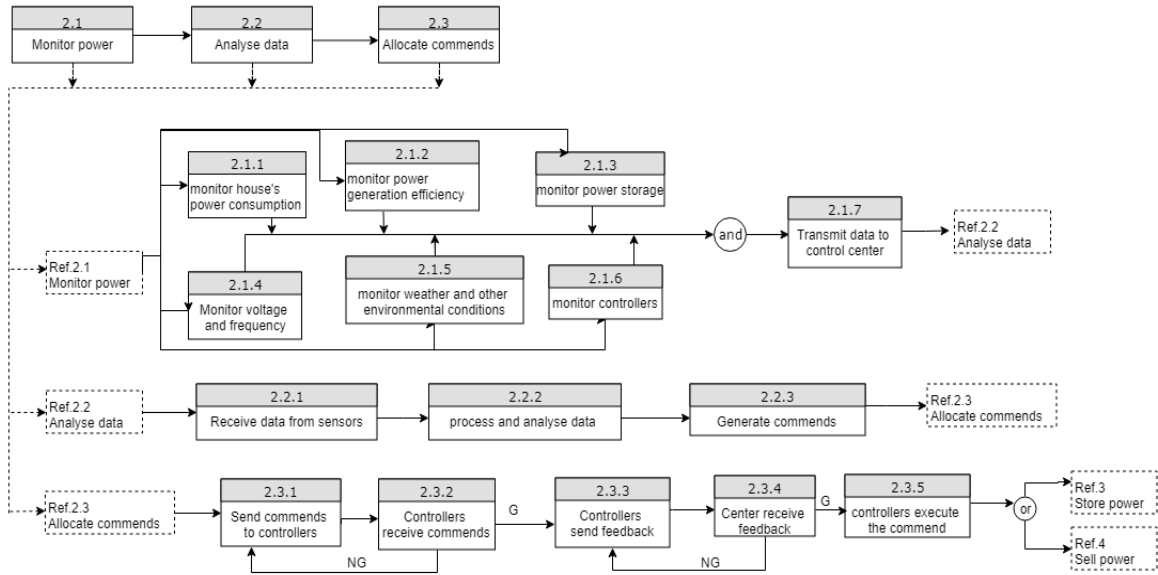 2.1
Monitor power
2.2
Analyse data
2.3
Allocate commends
2.1.1
monitor house's
power consumption
2.1.2
monitor power
generation efficiency
2.1.3
monitor power storage
and
2.1.7
Transmit data to
control center
Ref.2.2
Analyse data
Ref.2.1
Monitor power
2.1.4
Monitor voltage
and frequency
2.1.5
monitor weather and other
environmental conditions
2.1.6
monitor controllers
Ref.2.2
Analyse data
2.2.1
Receive data from sensors
2.2.2
process and analyse data
2.2.3
Generate commends
Ref.2.3
Allocate commends
Ref.2.3
Allocate commends
2.3.1
Send commends
to controllers
2.3.2
Controllers
receive commends
NG
G
2.3.3
Controllers
send feedback
2.3.4
Center receive
feedback
NG
G
2.3.5
controllers execute
the commend
or
Ref.3
Store power
Ref.4
Sell power